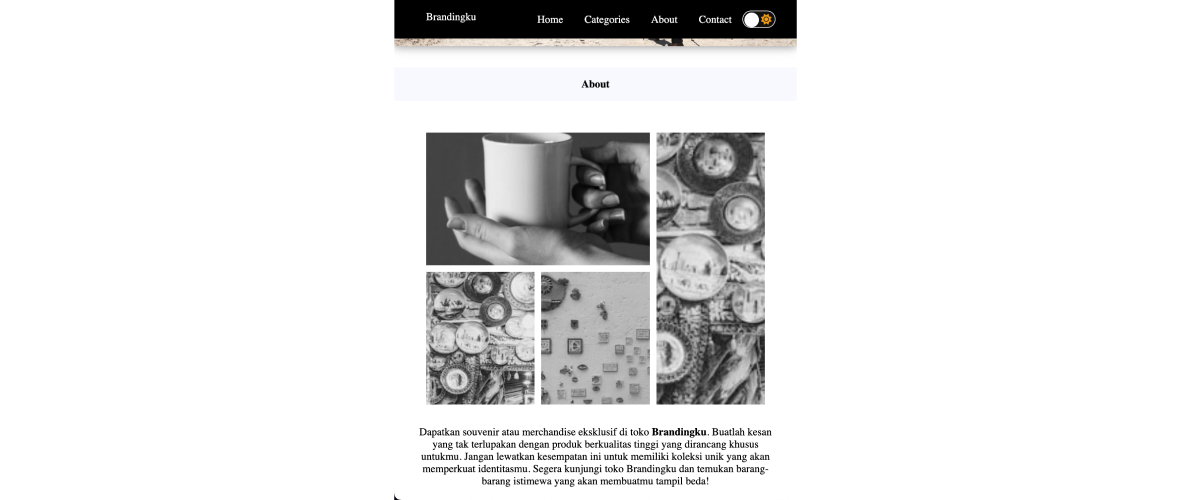 Brandingku
Home Categories About Contact
About
Dapatkan souvenir atau merchandise eksklusif di toko Brandingku. Buatlah kesan
yang tak terlupakan dengan produk berkualitas tinggi yang dirancang khusus
untukmu. Jangan lewatkan kesempatan ini untuk memiliki koleksi unik yang akan
memperkuat identitasmu. Segera kunjungi toko Brandingku dan temukan barang-
barang istimewa yang akan membuatmu tampil beda!